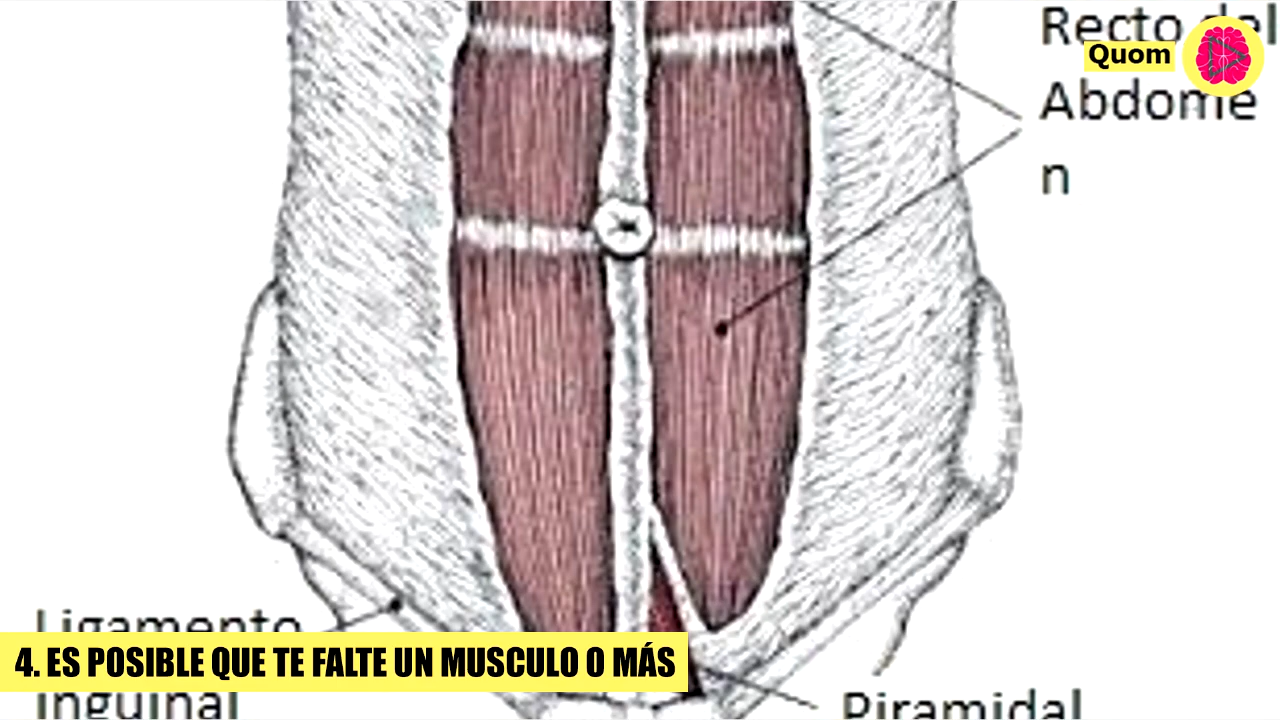 Recto del
Quom
Abdome
n
Ligamento
4. ES POSIBLE QUE TE FALTE UN MUSCULO O MÁS
Inguinal
Piramidal